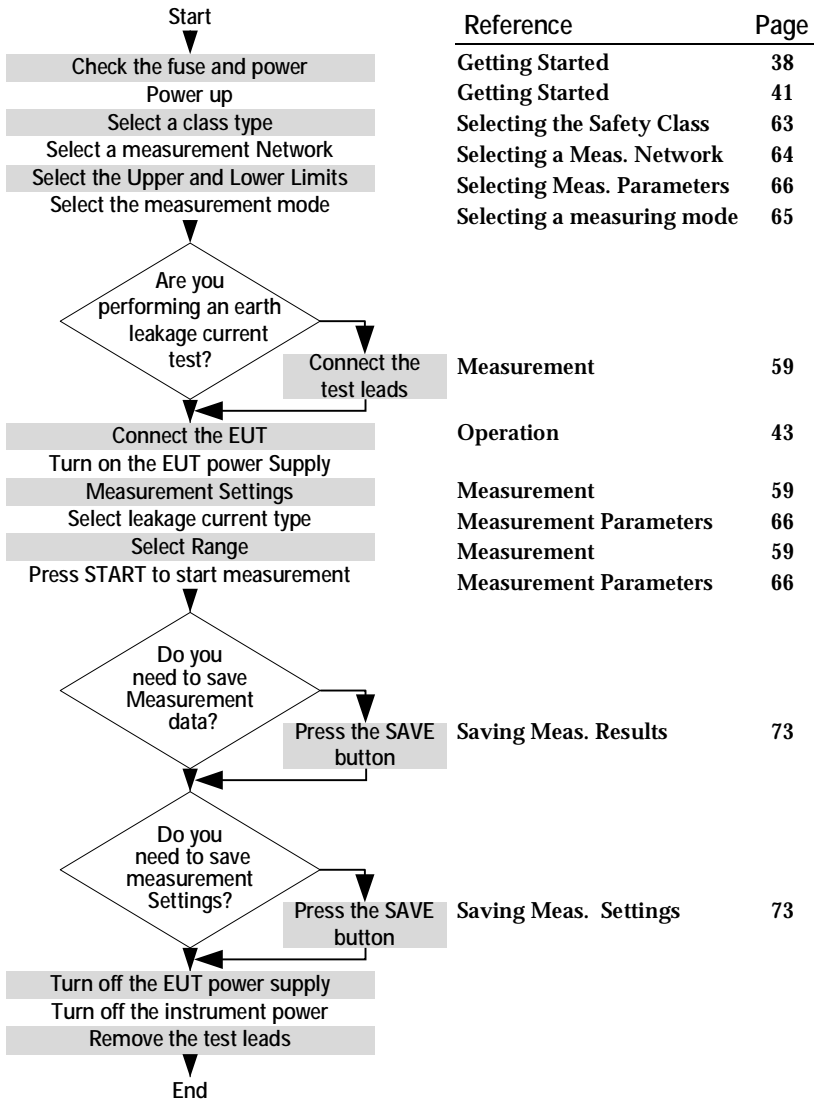 Start
Reference Page
Check the fuse and power Getting Started 38
Power up Getting Started 41
Select a class type Selecting the Safety Class 63
Select a measurement Network Selecting a Meas. Network 64
Select the Upper and Lower Limits Selecting Meas. Parameters 66
Select the measurement mode Selecting a measuring mode 65
Are you
performing an earth
leakage current
test?
Connect the
test leads
Measurement 59
Connect the EUT Operation 43
Turn on the EUT power Supply
Measurement Settings Measurement 59
Select leakage current type Measurement Parameters 66
Select Range Measurement 59
Press START to start measurement Measurement Parameters 66
Do you
need to save
Measurement
data?
Press the SAVE
button
Saving Meas. Results 73
Do you
need to save
measurement
Settings?
Press the SAVE
button
Saving Meas. Settings 73
Turn off the EUT power supply
Turn off the instrument power
Remove the test leads
End